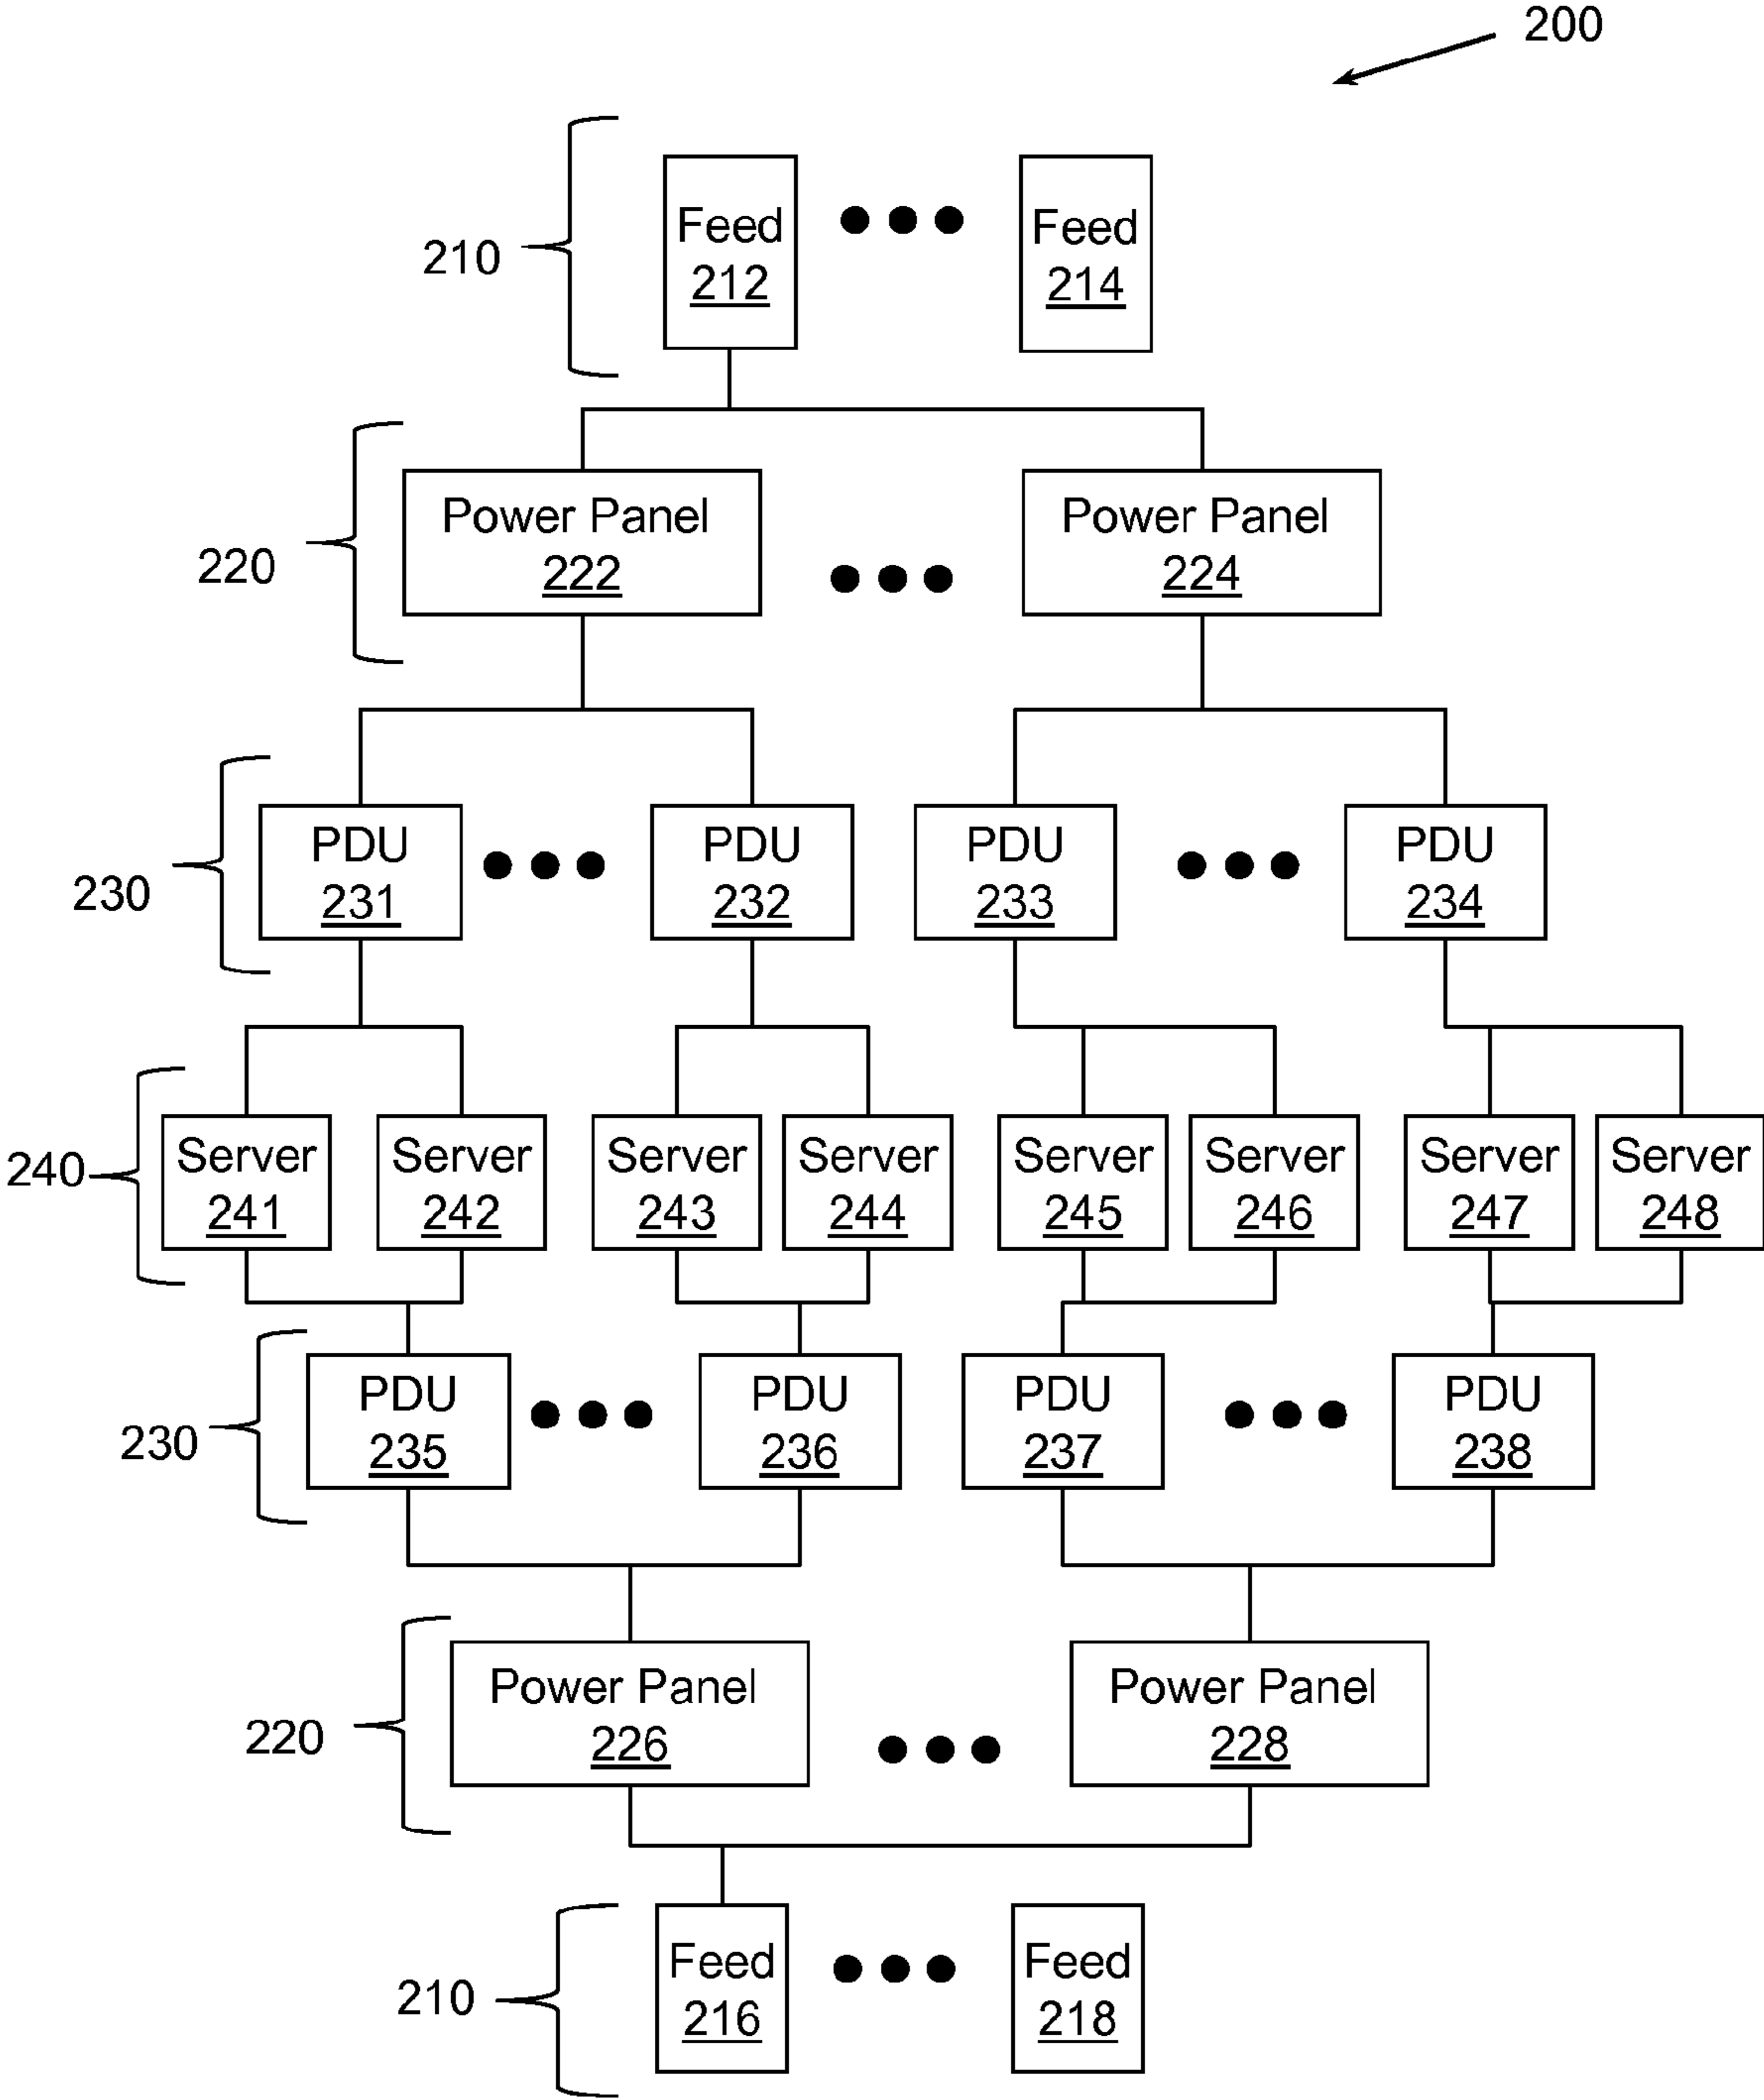 200
210
Feed
212
Feed
214
220
Power Panel
222
Power Panel
224
230
PDU
231
PDU
232
PDU
233
PDU
234
240
Server
241
Server
242
Server
243
Server
244
Server
245
Server
246
Server
247
Server
248
230
PDU
235
PDU
236
PDU
237
PDU
238
220
Power Panel
226
Power Panel
228
210
Feed
216
Feed
218